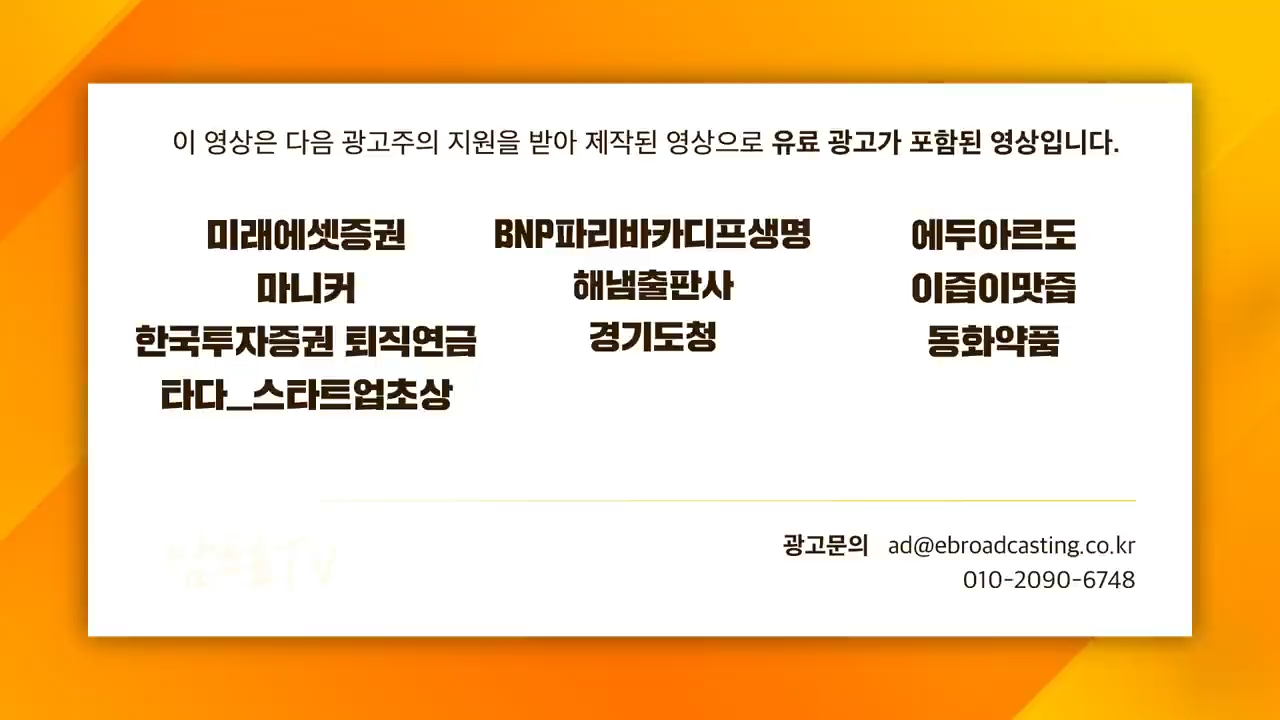 이 영상은 다음 광고주의 지원을 받아 제작된 영상으로 유료 광고가 포함된 영상입니다.
미래에셋증권
마니커
한국투자증권 퇴직연금
타다_스타트업초상
BNP파리바카디프생명
해냄출판사
경기도청
에두아르도
이즙이맛즙
동화약품
광고문의 ad@ebroadcasting.co.kr
010-2090-6748